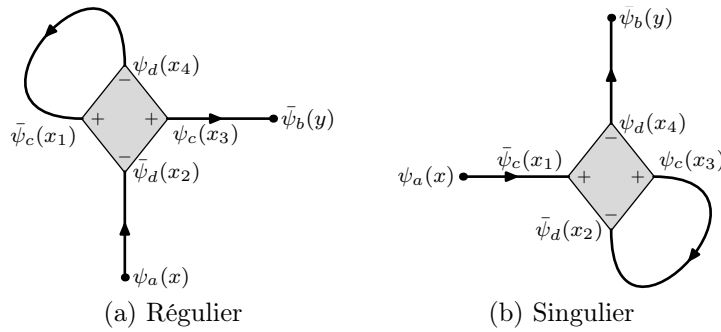 ψ_d(x_4)
− + + −
ψ̄_c(x_1) ψ_c(x_3) ψ̄_b(y)
ψ̄_d(x_2)
ψ_a(x)
(a) Régulier
ψ̄_b(y)
ψ_d(x_4)
ψ_a(x) ψ̄_c(x_1) − + + − ψ_c(x_3)
ψ̄_d(x_2)
(b) Singulier